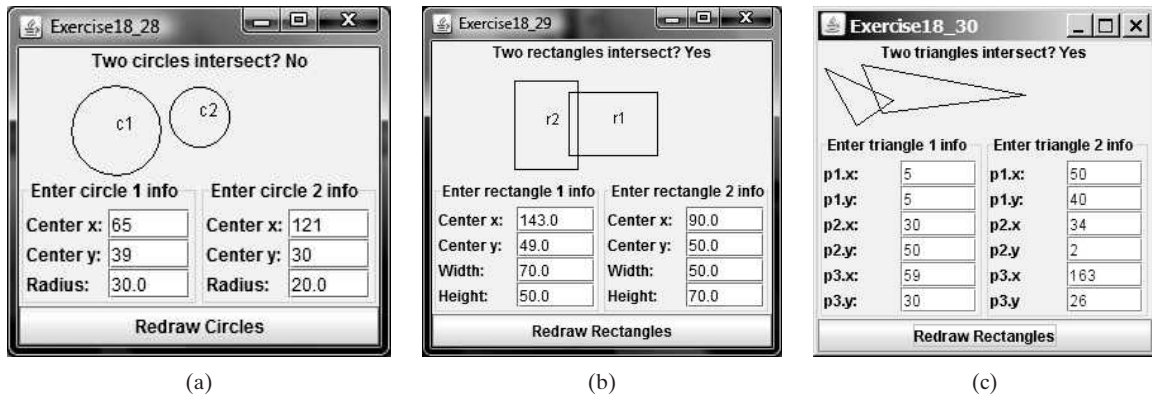 Exercise18_28
Two circles intersect? No
c1
c2
Enter circle 1 info
Enter circle 2 info
Center x: 65
Center x: 121
Center y: 39
Center y: 30
Radius: 30.0
Radius: 20.0
Redraw Circles
(a)
Exercise18_29
Two rectangles intersect? Yes
r2
r1
Enter rectangle 1 info
Enter rectangle 2 info
Center x: 143.0
Center x: 90.0
Center y: 49.0
Center y: 50.0
Width: 70.0
Width: 50.0
Height: 50.0
Height: 70.0
Redraw Rectangles
(b)
Exercise18_30
Two triangles intersect? Yes
Enter triangle 1 info
Enter triangle 2 info
p1.x: 5
p1.x: 50
p1.y: 5
p1.y: 40
p2.x: 30
p2.x 34
p2.y: 50
p2.y 2
p3.x: 59
p3.x 163
p3.y: 30
p3.y 26
Redraw Rectangles
(c)